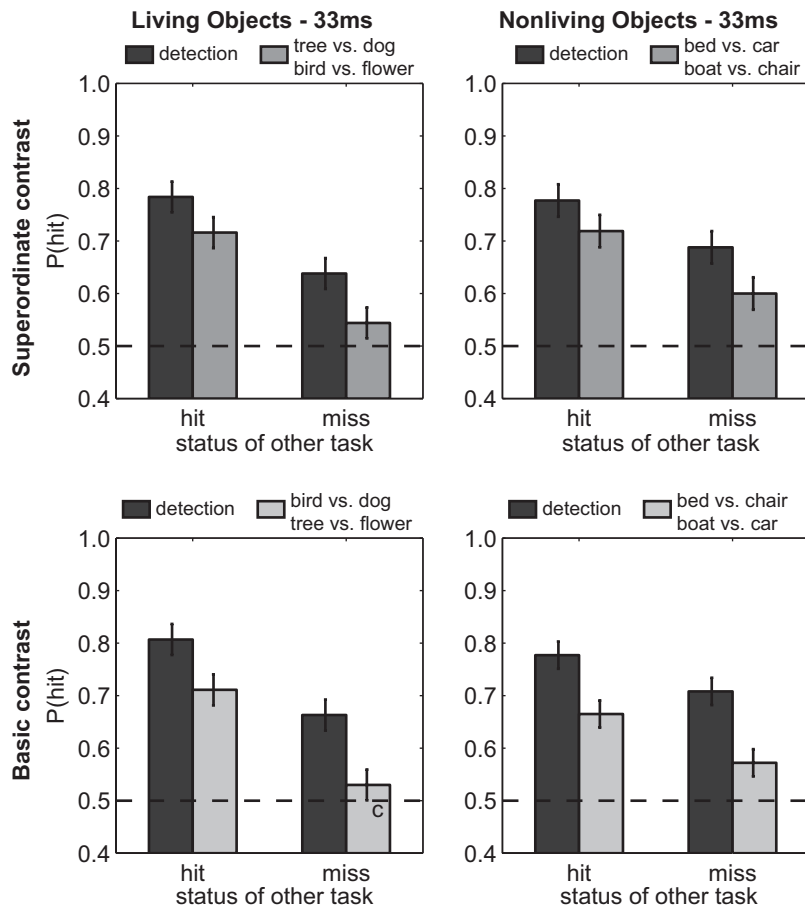 Living Objects - 33ms
detection
tree vs. dog
bird vs. flower
Superordinate contrast
P(hit)
1.0
0.9
0.8
0.7
0.6
0.5
0.4
hit
miss
status of other task
Nonliving Objects - 33ms
detection
bed vs. car
boat vs. chair
1.0
0.9
0.8
0.7
0.6
0.5
0.4
hit
miss
status of other task
detection
bird vs. dog
tree vs. flower
Basic contrast
P(hit)
1.0
0.9
0.8
0.7
0.6
0.5
0.4
c
hit
miss
status of other task
detection
bed vs. chair
boat vs. car
1.0
0.9
0.8
0.7
0.6
0.5
0.4
hit
miss
status of other task